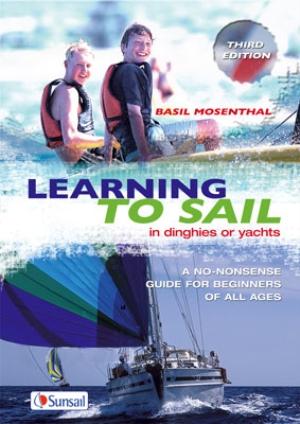 THIRD
EDITION
BASIL MOSENTHAL
LEARNING
TO SAIL
in dinghies or yachts
A NO-NONSENSE
GUIDE FOR BEGINNERS
OF ALL AGES
Sunsail